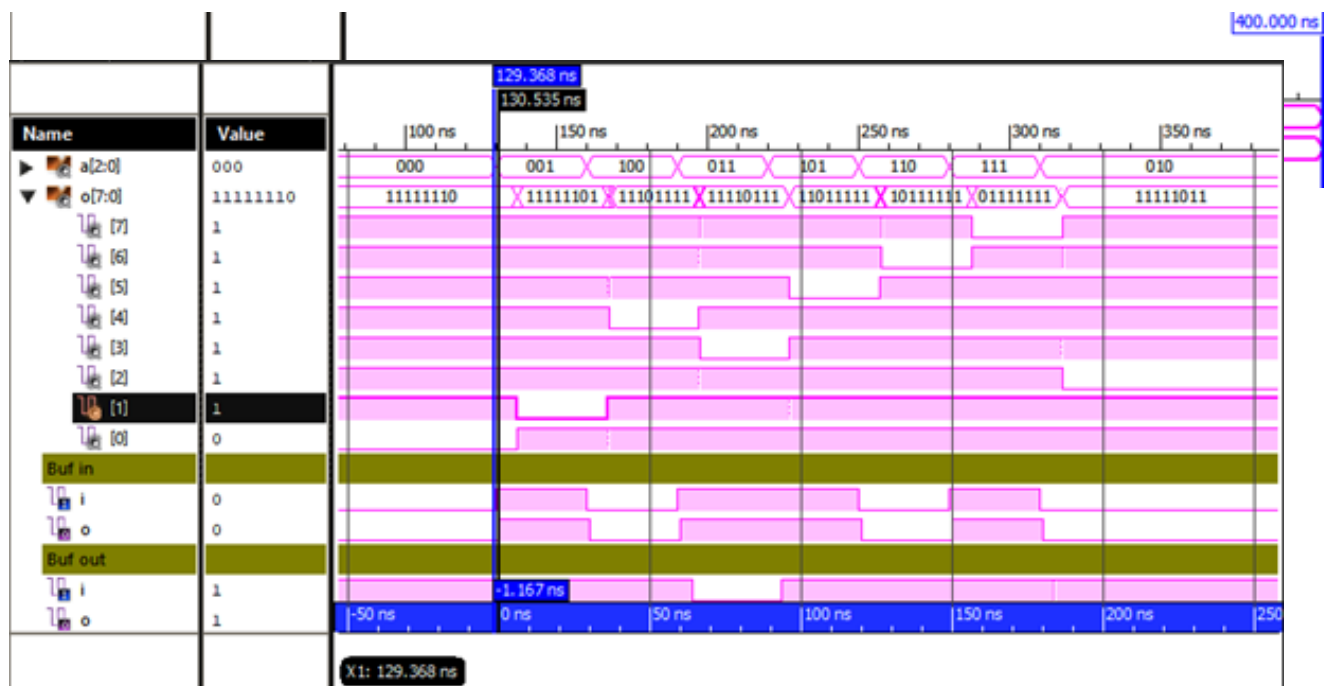 400.000 ns
129.368 ns
130.535 ns
Name Value 100 ns 150 ns 200 ns 250 ns 300 ns 350 ns
a[2:0] 000 000 001 100 011 101 110 111 010
o[7:0] 11111110 11111110 11111101 11101111 11110111 11011111 10111111 01111111 11111011
[7] 1
[6] 1
[5] 1
[4] 1
[3] 1
[2] 1
[1] 1
[0] 0
Buf in
i 0
o 0
Buf out
i 1 -1.167 ns
o 1 -50 ns 0 ns 50 ns 100 ns 150 ns 200 ns 250
X1: 129.368 ns